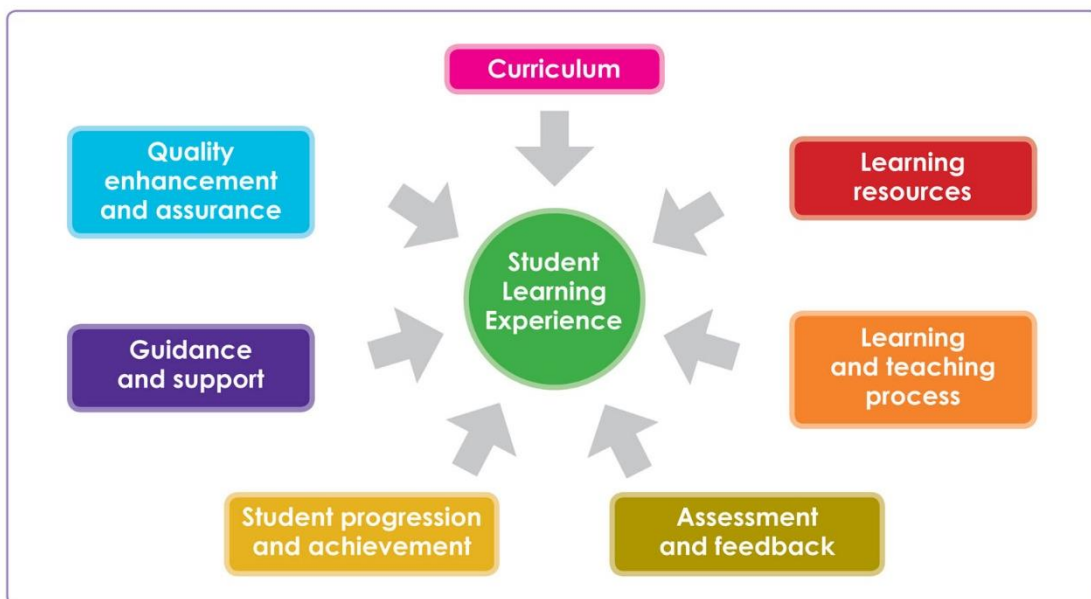 Curriculum
Quality
enhancement
and assurance
Learning
resources
Student
Learning
Experience
Guidance
and support
Learning
and teaching
process
Student progression
and achievement
Assessment
and feedback